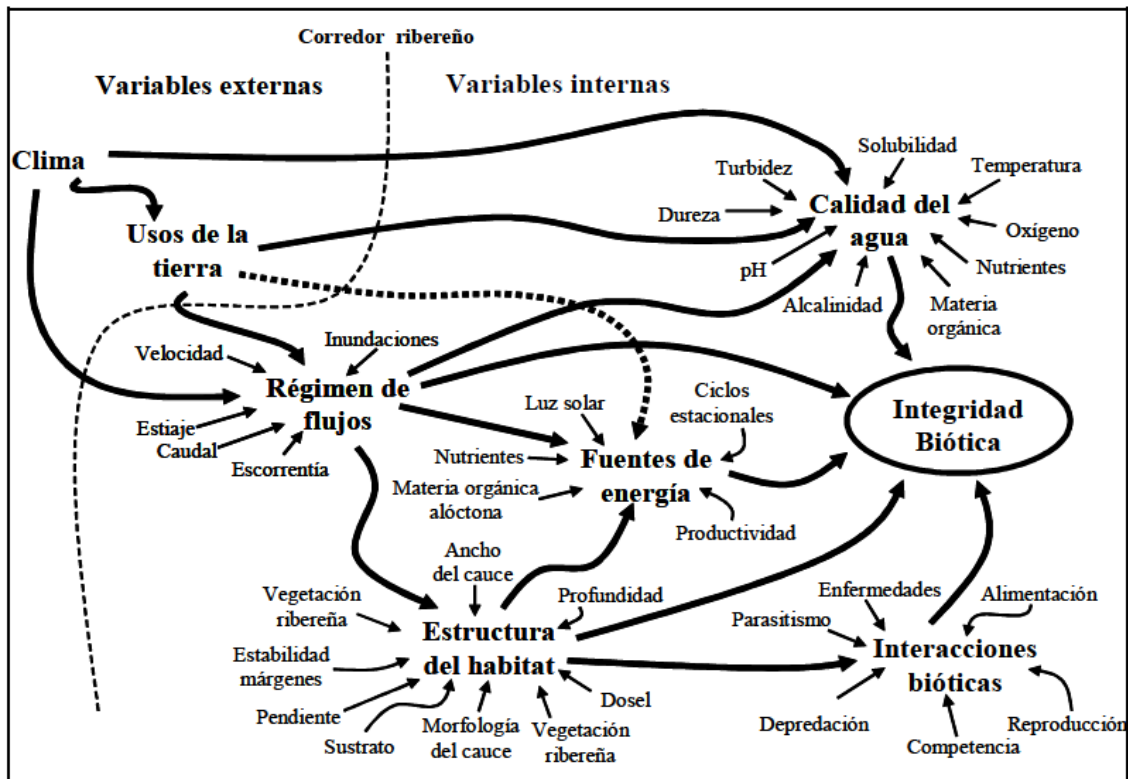 Corredor ribereño
Variables externas
Variables internas
Clima
Solubilidad
Turbidez
Temperatura
Dureza
Calidad del
agua
Oxígeno
Usos de la
tierra
pH
Nutrientes
Alcalinidad
Materia
orgánica
Inundaciones
Velocidad
Régimen de
flujos
Estiaje
Caudal
Escorrentía
Luz solar
Ciclos
estacionales
Integridad
Biótica
Nutrientes
Fuentes de
energía
Materia orgánica
alóctona
Productividad
Ancho
del cauce
Vegetación
ribereña
Profundidad
Enfermedades
Alimentación
Parasitismo
Estructura
del habitat
Interacciones
bióticas
Estabilidad
márgenes
Pendiente
Sustrato
Morfología
del cauce
Vegetación
ribereña
Dosel
Depredación
Competencia
Reproducción